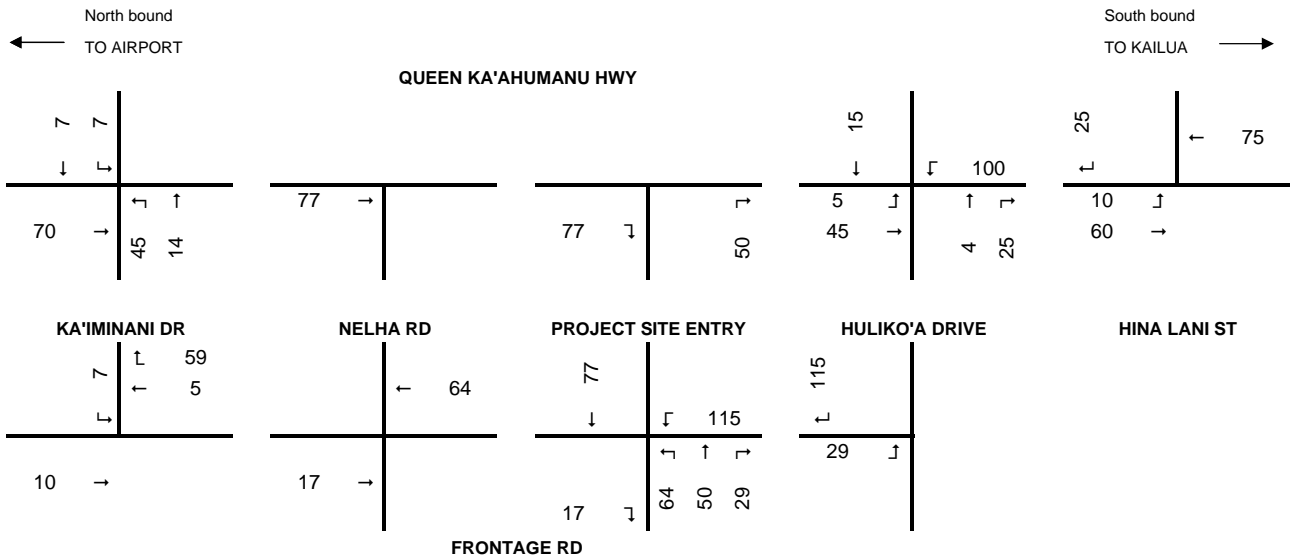 North bound
South bound
TO AIRPORT
TO KAILUA
QUEEN KA'AHUMANU HWY
7 7
15
25
75
100
77
5
10
70
77
45
60
45 14
50
4 25
KA'IMINANI DR
NELHA RD
PROJECT SITE ENTRY
HULIKO'A DRIVE
HINA LANI ST
59
7
5
64
77
115
115
29
10
17
64 50 29
17
FRONTAGE RD